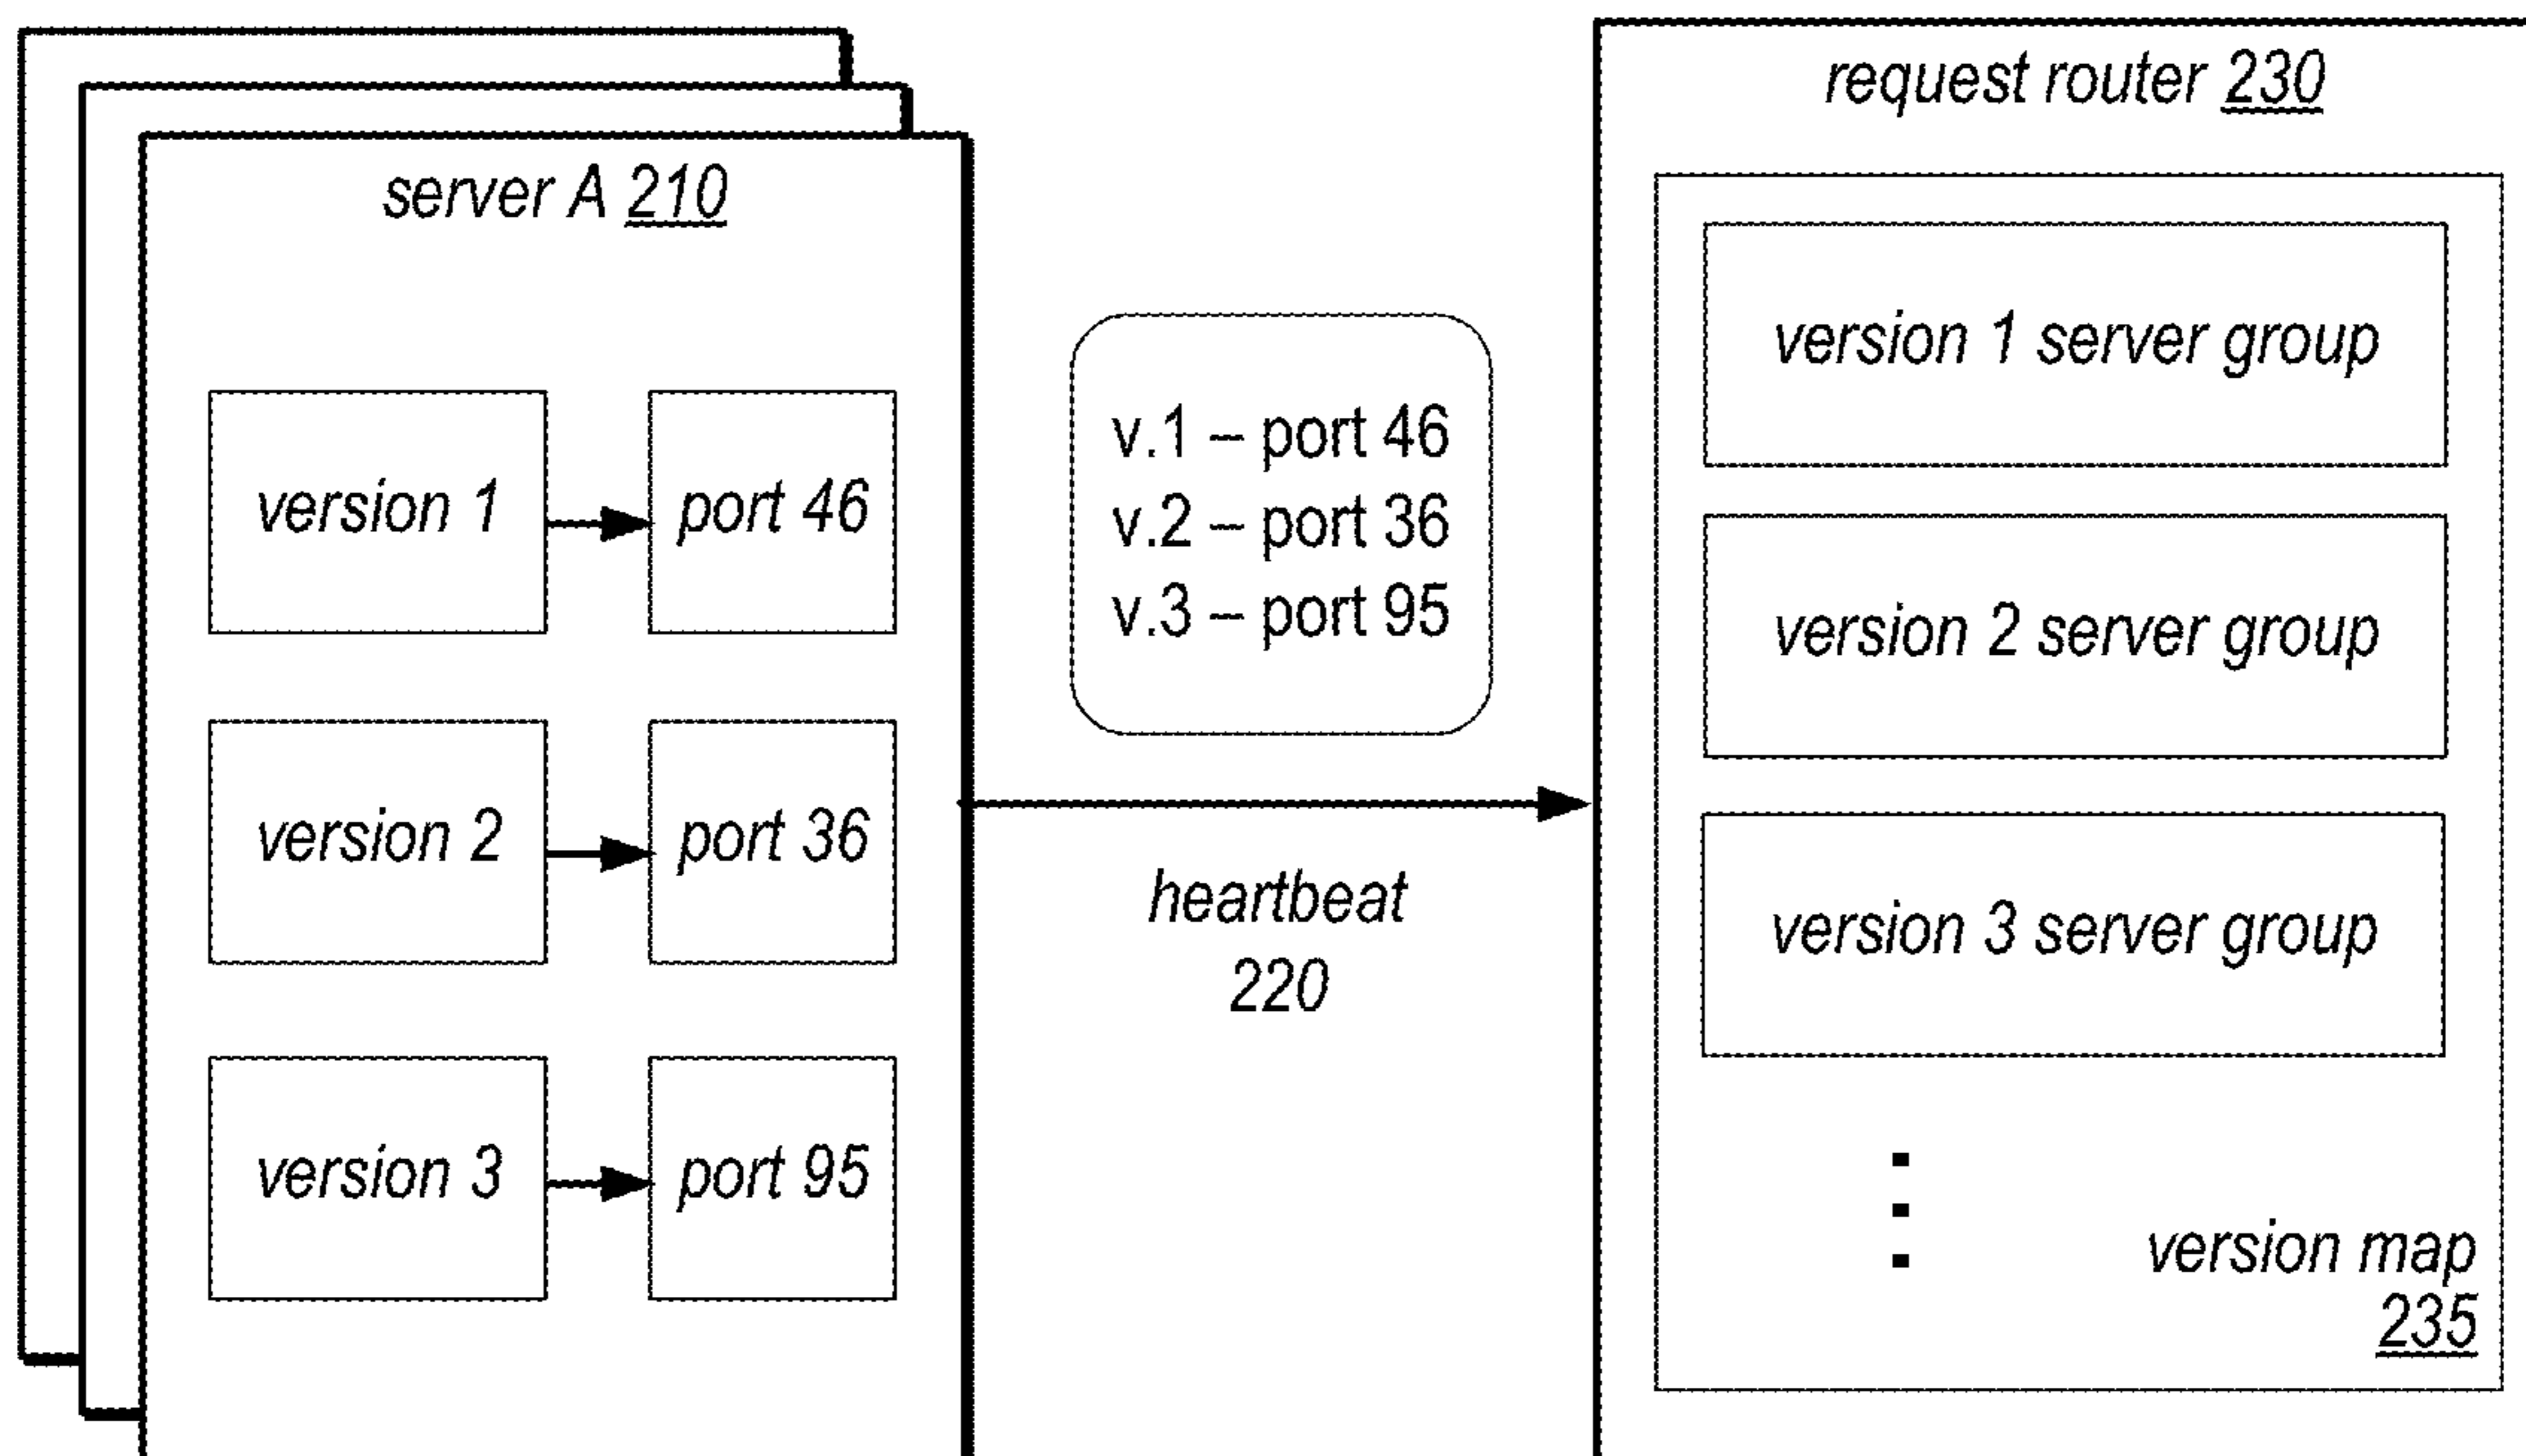 server A 210
version 1
port 46
version 2
port 36
version 3
port 95
v.1 – port 46
v.2 – port 36
v.3 – port 95
heartbeat
220
request router 230
version 1 server group
version 2 server group
version 3 server group
version map
235